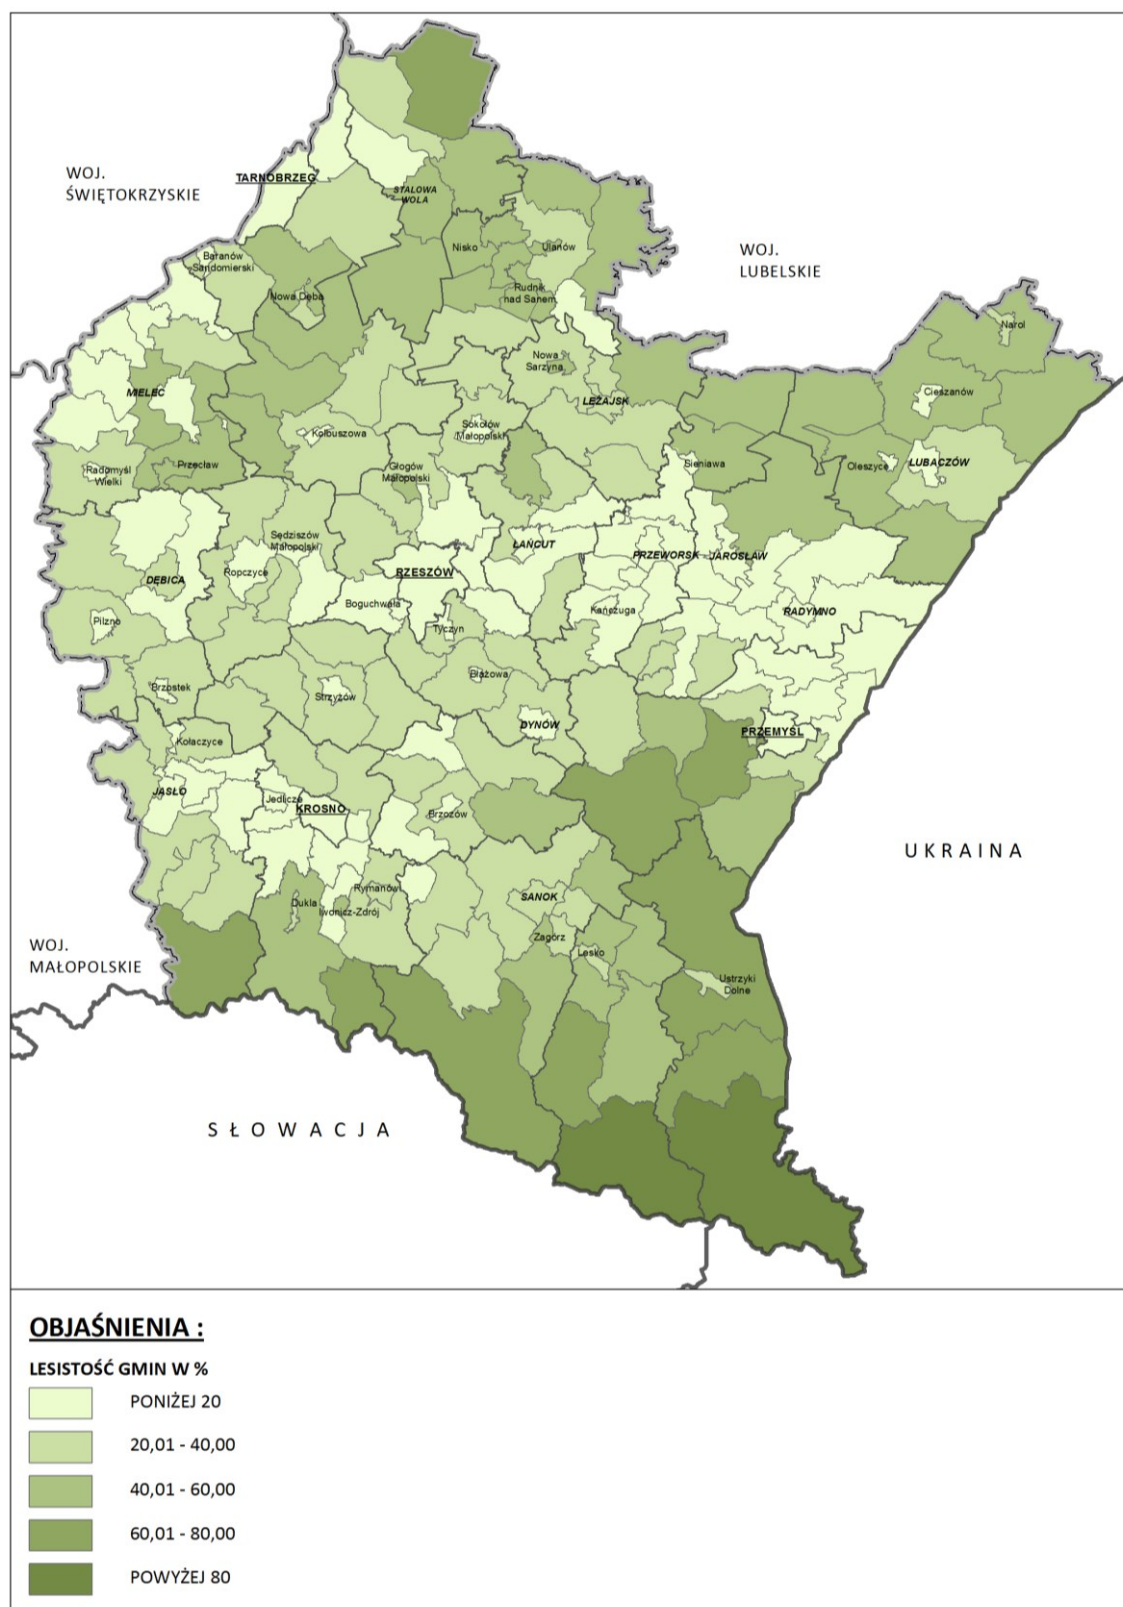 WOJ.
ŚWIĘTOKRZYSKIE
TARNOBRZEG
STALOWA
WOLA
WOJ.
LUBELSKIE
Nisko
Ulanów
Baranów
Sandomierski
Nowa Dęba
Rudnik
nad Sanem
Narol
Nowa
Sarzyna
MIELEC
LEŻAJSK
Cieszanów
Kolbuszowa
Sokołów
Małopolski
Radomyśl
Wielki
Przecław
Głogów
Małopolski
Sieniawa
Oleszyce
LUBACZÓW
Sędziszów
Małopolski
ŁAŃCUT
PRZEWORSK
JAROSŁAW
DĘBICA
Ropczyce
RZESZÓW
Boguchwała
Kańczuga
RADYMNO
Pilzno
Tyczyn
Brzostek
Strzyżów
Błażowa
DYNÓW
PRZEMYŚL
Kołaczyce
JASŁO
Jedlicze
KROSNO
Brzozów
UKRAINA
Rymanów
Dukla
Iwonicz-Zdrój
SANOK
Zagórz
Lesko
WOJ.
MAŁOPOLSKIE
Ustrzyki
Dolne
SŁOWACJA
OBJAŚNIENIA :
LESISTOŚĆ GMIN W %
PONIŻEJ 20
20,01 - 40,00
40,01 - 60,00
60,01 - 80,00
POWYŻEJ 80